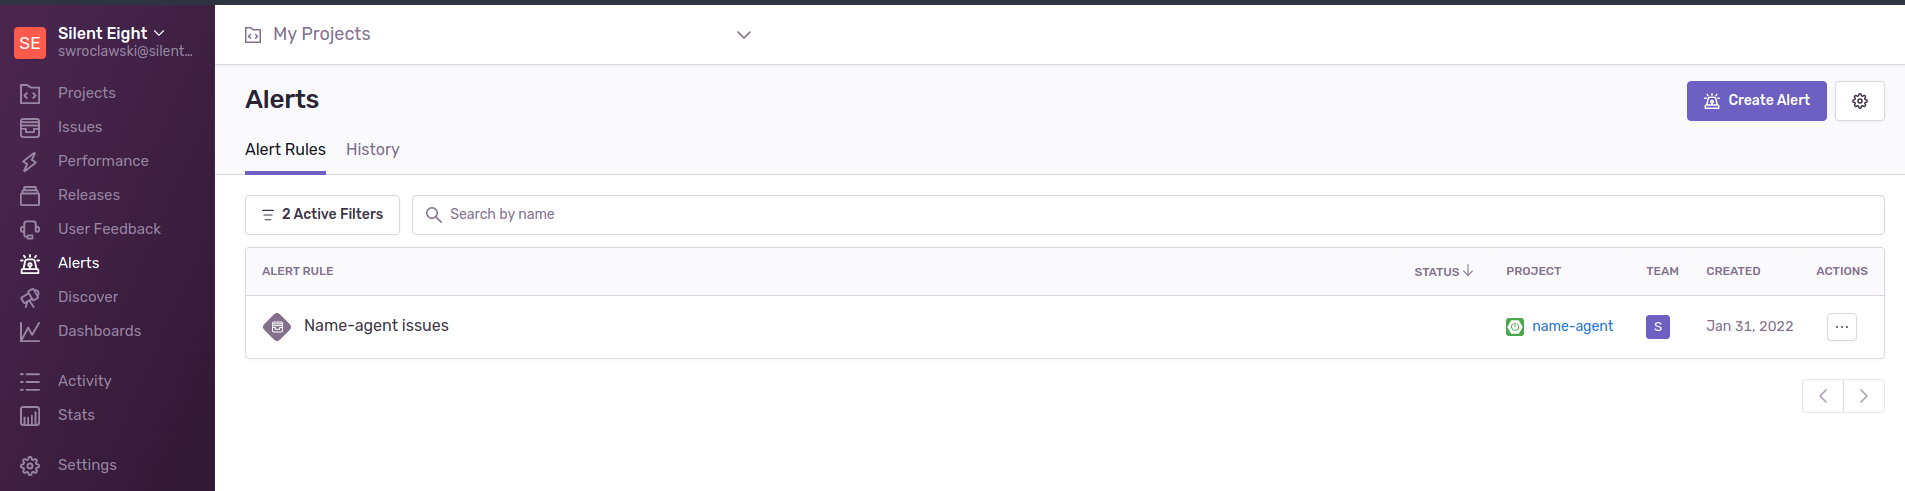 SE
Silent Eight
swroclawski@silent...
Projects
Issues
Performance
Releases
User Feedback
Alerts
Discover
Dashboards
Activity
Stats
Settings
My Projects
Alerts
Create Alert
Alert Rules History
2 Active Filters
Search by name
ALERT RULE STATUS PROJECT TEAM CREATED ACTIONS
Name-agent issues name-agent S Jan 31, 2022